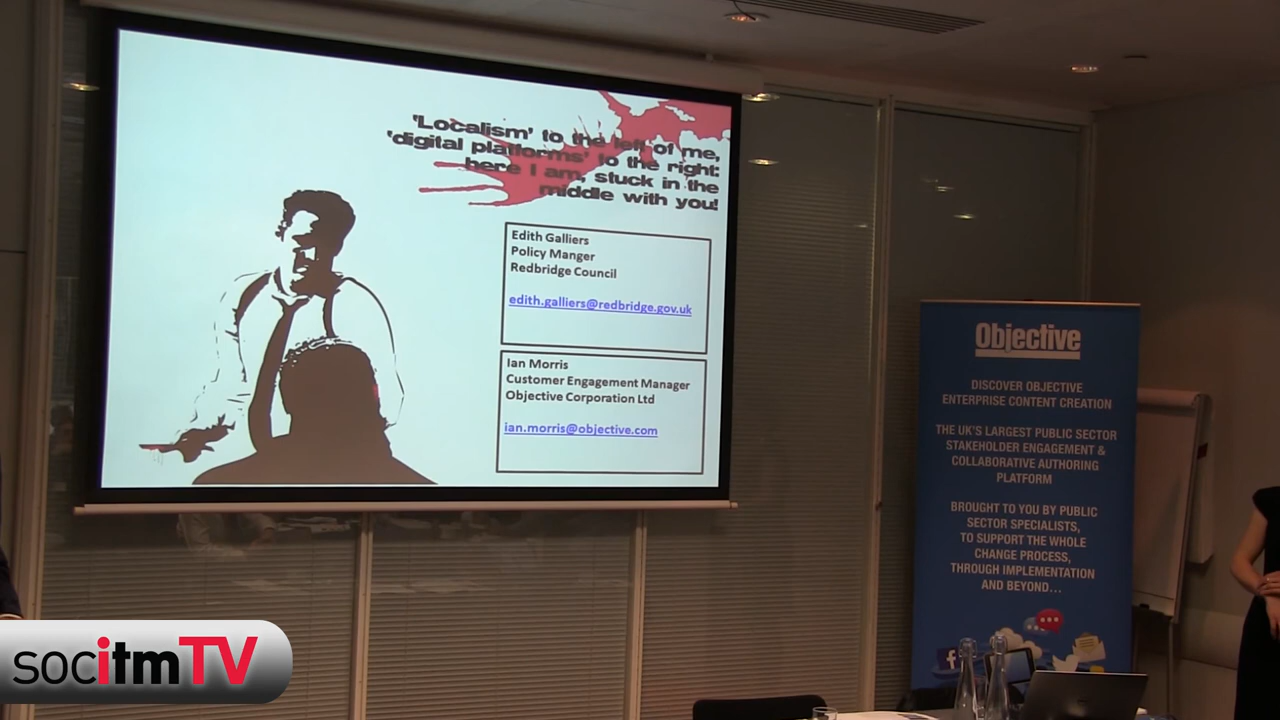 'Localism' to the left of me,
'digital platforms' to the right:
here I am, stuck in the
middle with you!
Edith Galliers
Policy Manger
Redbridge Council
edith.galliers@redbridge.gov.uk
Ian Morris
Customer Engagement Manager
Objective Corporation Ltd
ian.morris@objective.com
Objective
DISCOVER OBJECTIVE
ENTERPRISE CONTENT CREATION
THE UK'S LARGEST PUBLIC SECTOR
STAKEHOLDER ENGAGEMENT &
COLLABORATIVE AUTHORING
PLATFORM
BROUGHT TO YOU BY PUBLIC
SECTOR SPECIALISTS,
TO SUPPORT THE WHOLE
CHANGE PROCESS,
THROUGH IMPLEMENTATION
AND BEYOND...
f
socitmTV